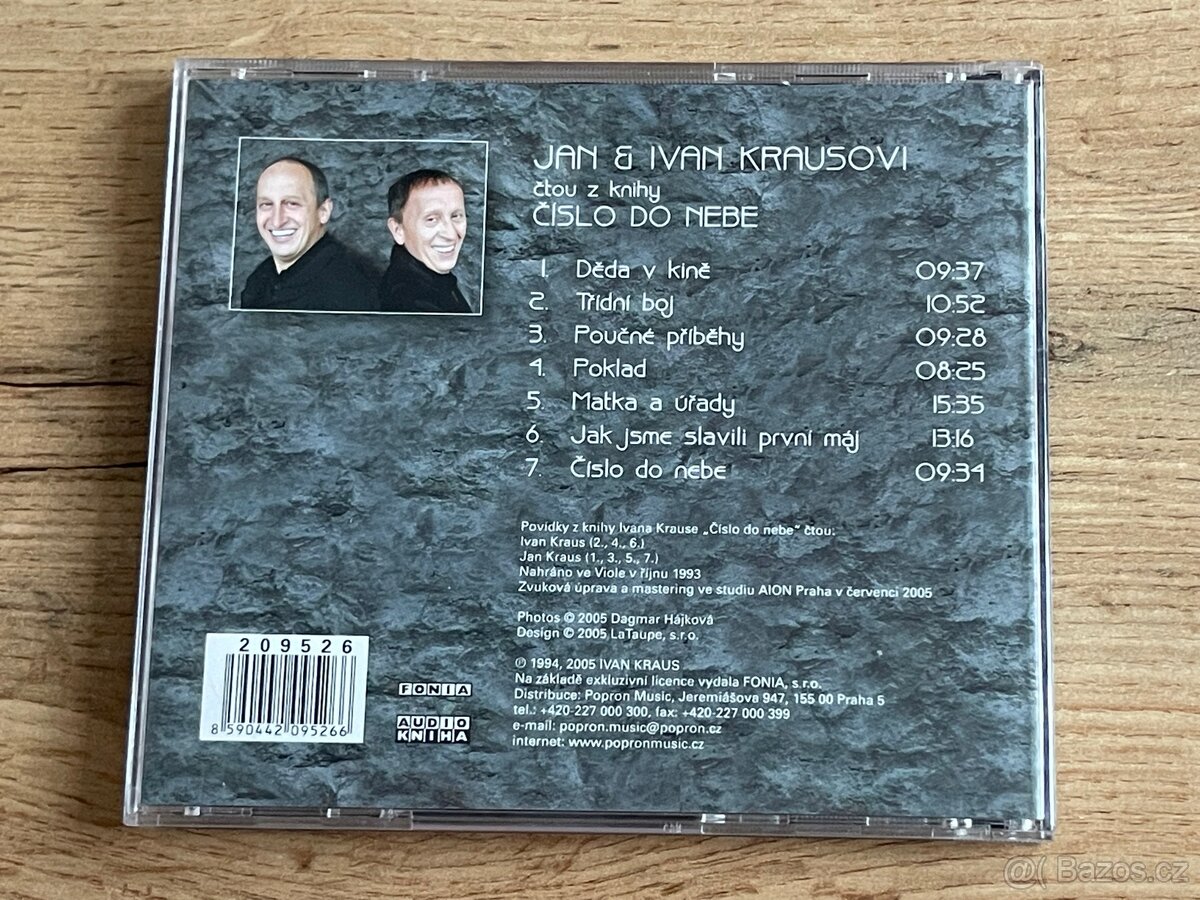 JAN & IVAN KRAUSOVI
čtou z knihy
ČÍSLO DO NEBE
1. Děda v kině 09:37
2. Třídní boj 10:52
3. Poučné příběhy 09:28
4. Poklad 08:25
5. Matka a úřady 15:35
6. Jak jsme slavili první máj 13:16
7. Číslo do nebe 09:34
Povídky z knihy Ivana Krause „Číslo do nebe“ čtou:
Ivan Kraus (2., 4., 6.)
Jan Kraus (1., 3., 5., 7.)
Nahráno ve Viole v říjnu 1993
Zvuková úprava a mastering ve studiu AION Praha v červenci 2005
Photos © 2005 Dagmar Hájková
Design © 2005 LaTaupe, s.r.o.
℗ 1994, 2005 IVAN KRAUS
Na základě exkluzivní licence vydala FONIA, s.r.o.
Distribuce: Popron Music, Jeremiášova 947, 155 00 Praha 5
tel.: +420-227 000 300, fax: +420-227 000 399
e-mail: popron.music@popron.cz
internet: www.popronmusic.cz
209526
8 590442 095266
FONIA
AUDIO
KNIHA
@( Bazos.cz